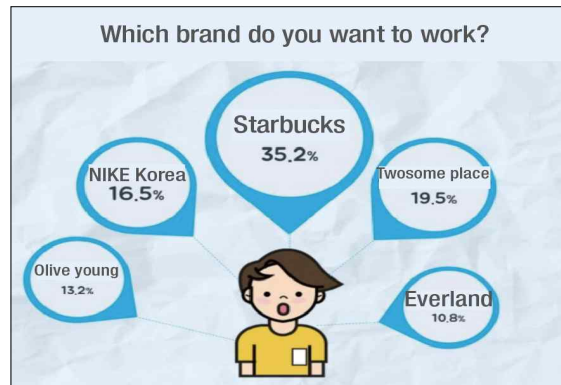 Which brand do you want to work?
Starbucks
35.2%
NIKE Korea
16.5%
Twosome place
19.5%
Olive young
13.2%
Everland
10.8%